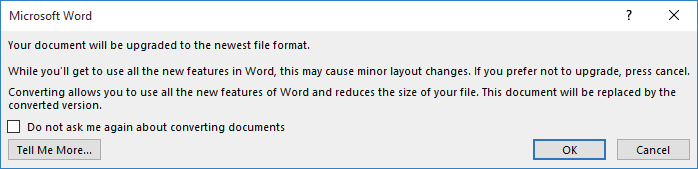 Microsoft Word
? ✕
Your document will be upgraded to the newest file format.
While you'll get to use all the new features in Word, this may cause minor layout changes. If you prefer not to upgrade, press cancel.
Converting allows you to use all the new features of Word and reduces the size of your file. This document will be replaced by the
converted version.
Do not ask me again about converting documents
Tell Me More... OK Cancel